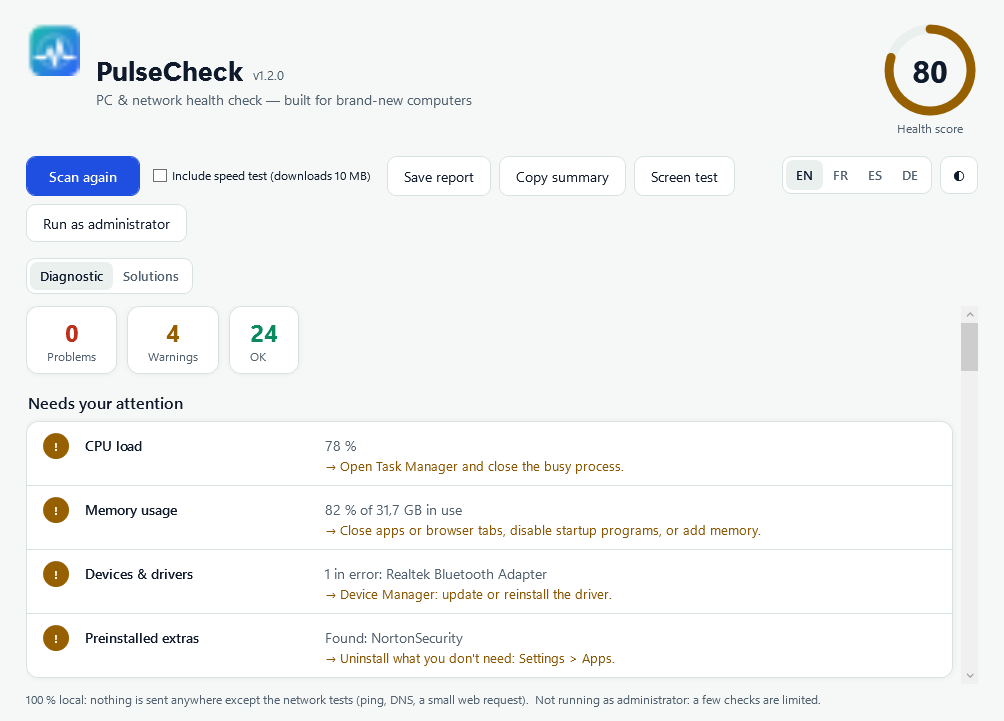 PulseCheck v1.2.0
PC & network health check — built for brand-new computers
80
Health score
Scan again
Include speed test (downloads 10 MB)
Save report
Copy summary
Screen test
EN FR ES DE
Run as administrator
Diagnostic Solutions
0
Problems
4
Warnings
24
OK
Needs your attention
! CPU load 78 %
→ Open Task Manager and close the busy process.
! Memory usage 82 % of 31,7 GB in use
→ Close apps or browser tabs, disable startup programs, or add memory.
! Devices & drivers 1 in error: Realtek Bluetooth Adapter
→ Device Manager: update or reinstall the driver.
! Preinstalled extras Found: NortonSecurity
→ Uninstall what you don't need: Settings > Apps.
100 % local: nothing is sent anywhere except the network tests (ping, DNS, a small web request). Not running as administrator: a few checks are limited.